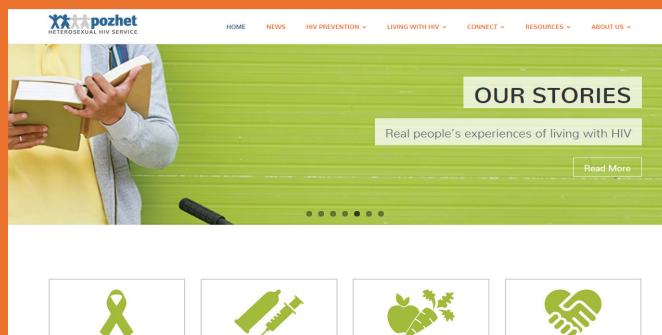 pozhet
HETEROSEXUAL HIV SERVICE
HOME NEWS HIV PREVENTION LIVING WITH HIV CONNECT RESOURCES ABOUT US
OUR STORIES
Real people's experiences of living with HIV
Read More